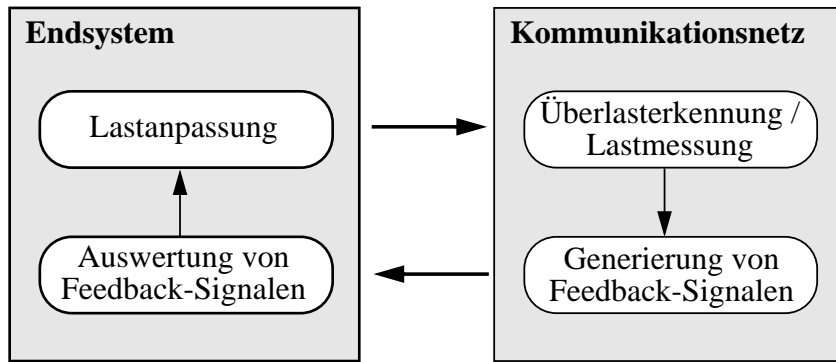 Endsystem
Lastanpassung
Auswertung von
Feedback-Signalen
Kommunikationsnetz
Überlasterkennung /
Lastmessung
Generierung von
Feedback-Signalen